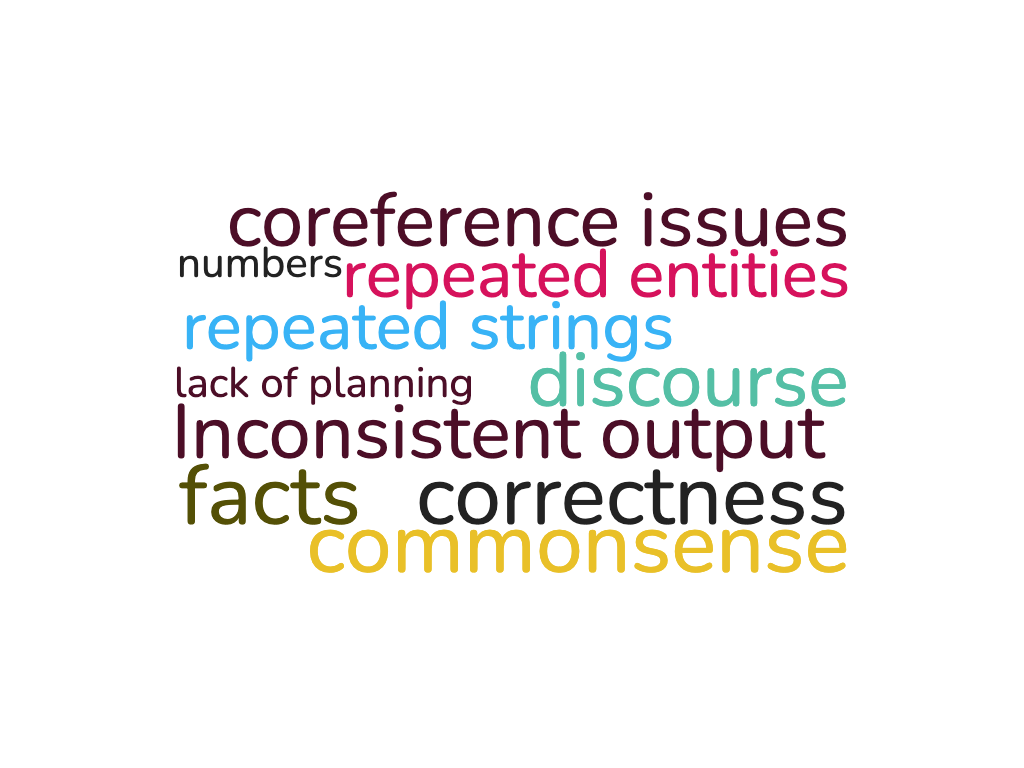 coreference issues
numbers
repeated entities
repeated strings
lack of planning
discourse
Inconsistent output
facts
correctness
commonsense